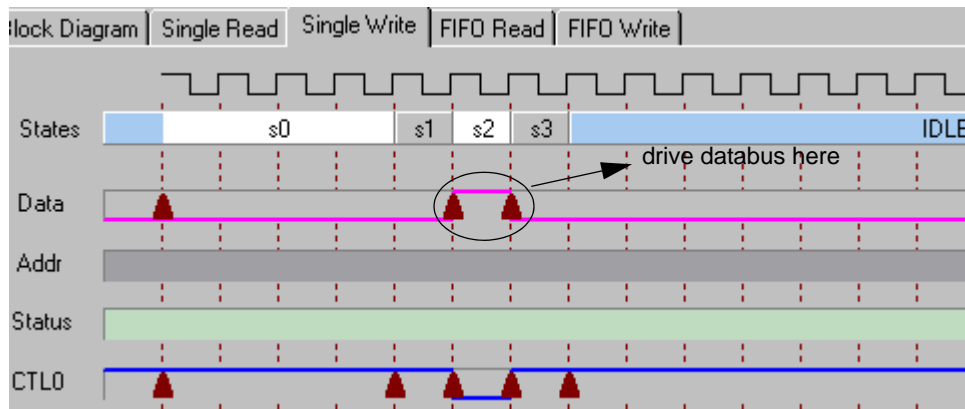 lock Diagram Single Read Single Write FIFO Read FIFO Write
States s0 s1 s2 s3 IDLE
drive databus here
Data
Addr
Status
CTL0